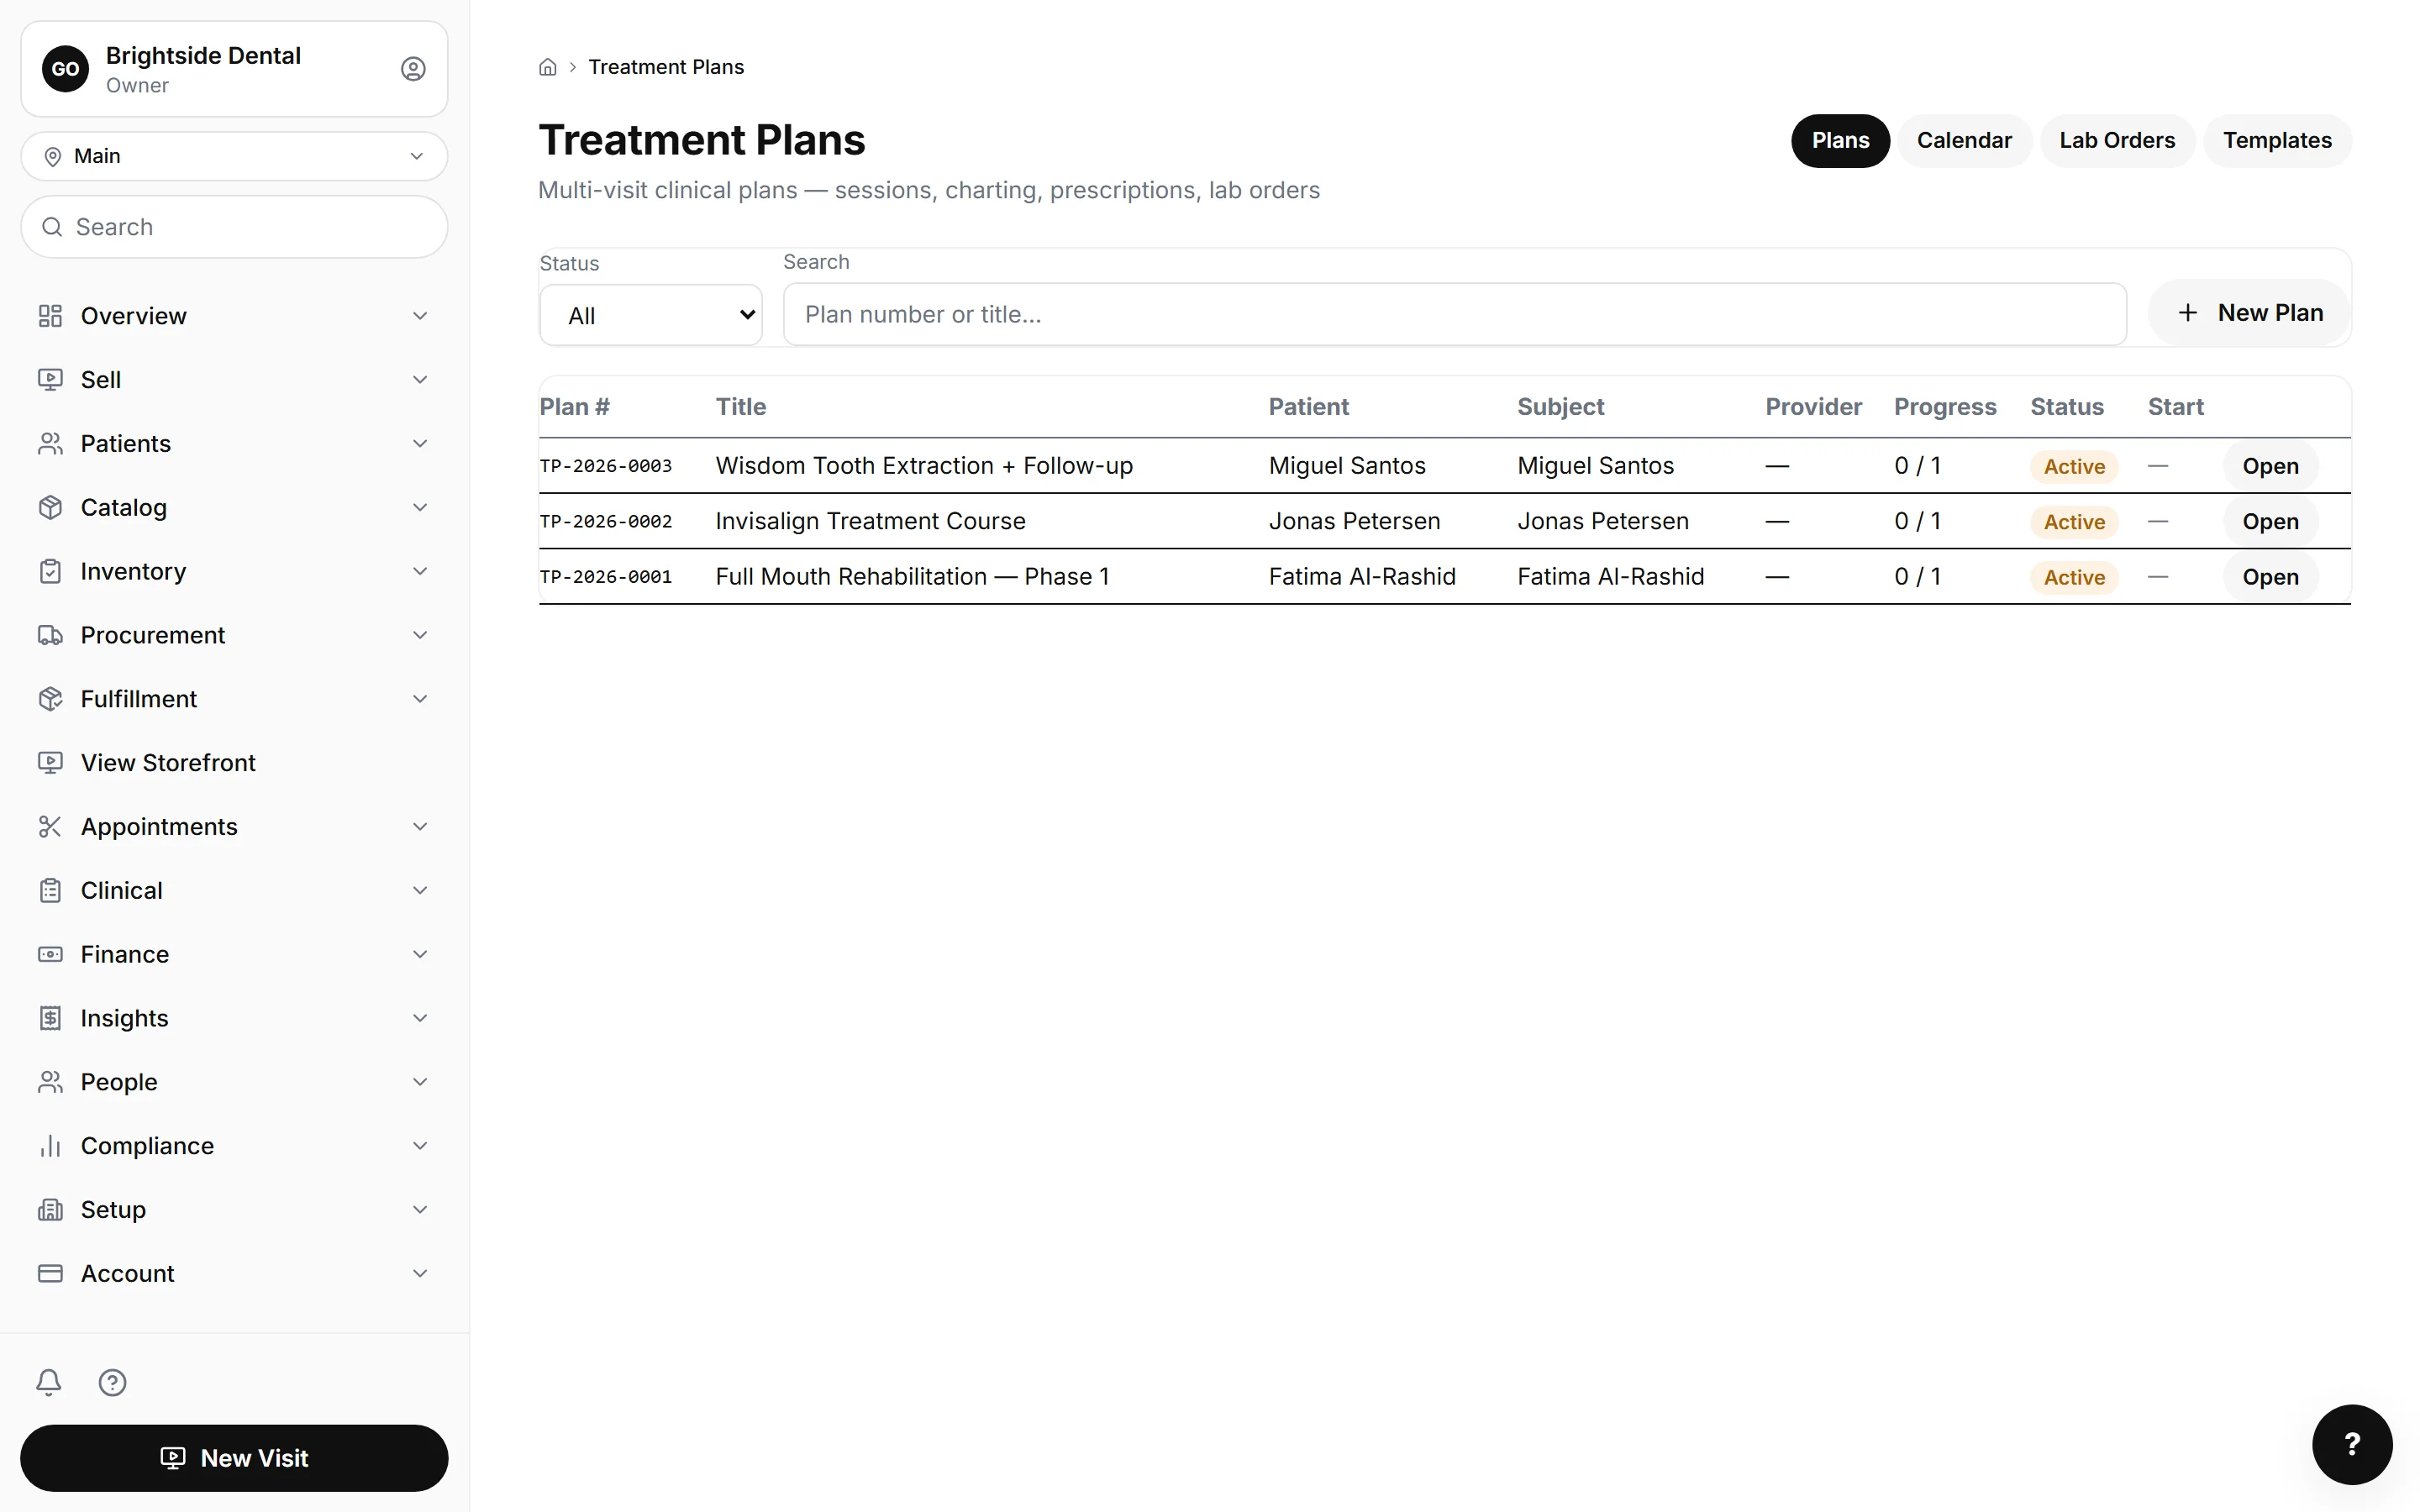 GO
Brightside Dental
Owner
Main
Search
Overview
Sell
Patients
Catalog
Inventory
Procurement
Fulfillment
View Storefront
Appointments
Clinical
Finance
Insights
People
Compliance
Setup
Account
New Visit
Treatment Plans
Treatment Plans
Multi-visit clinical plans — sessions, charting, prescriptions, lab orders
Plans Calendar Lab Orders Templates
Status Search
All Plan number or title... + New Plan
Plan # Title Patient Subject Provider Progress Status Start
TP-2026-0003 Wisdom Tooth Extraction + Follow-up Miguel Santos Miguel Santos — 0 / 1 Active — Open
TP-2026-0002 Invisalign Treatment Course Jonas Petersen Jonas Petersen — 0 / 1 Active — Open
TP-2026-0001 Full Mouth Rehabilitation — Phase 1 Fatima Al-Rashid Fatima Al-Rashid — 0 / 1 Active — Open
?